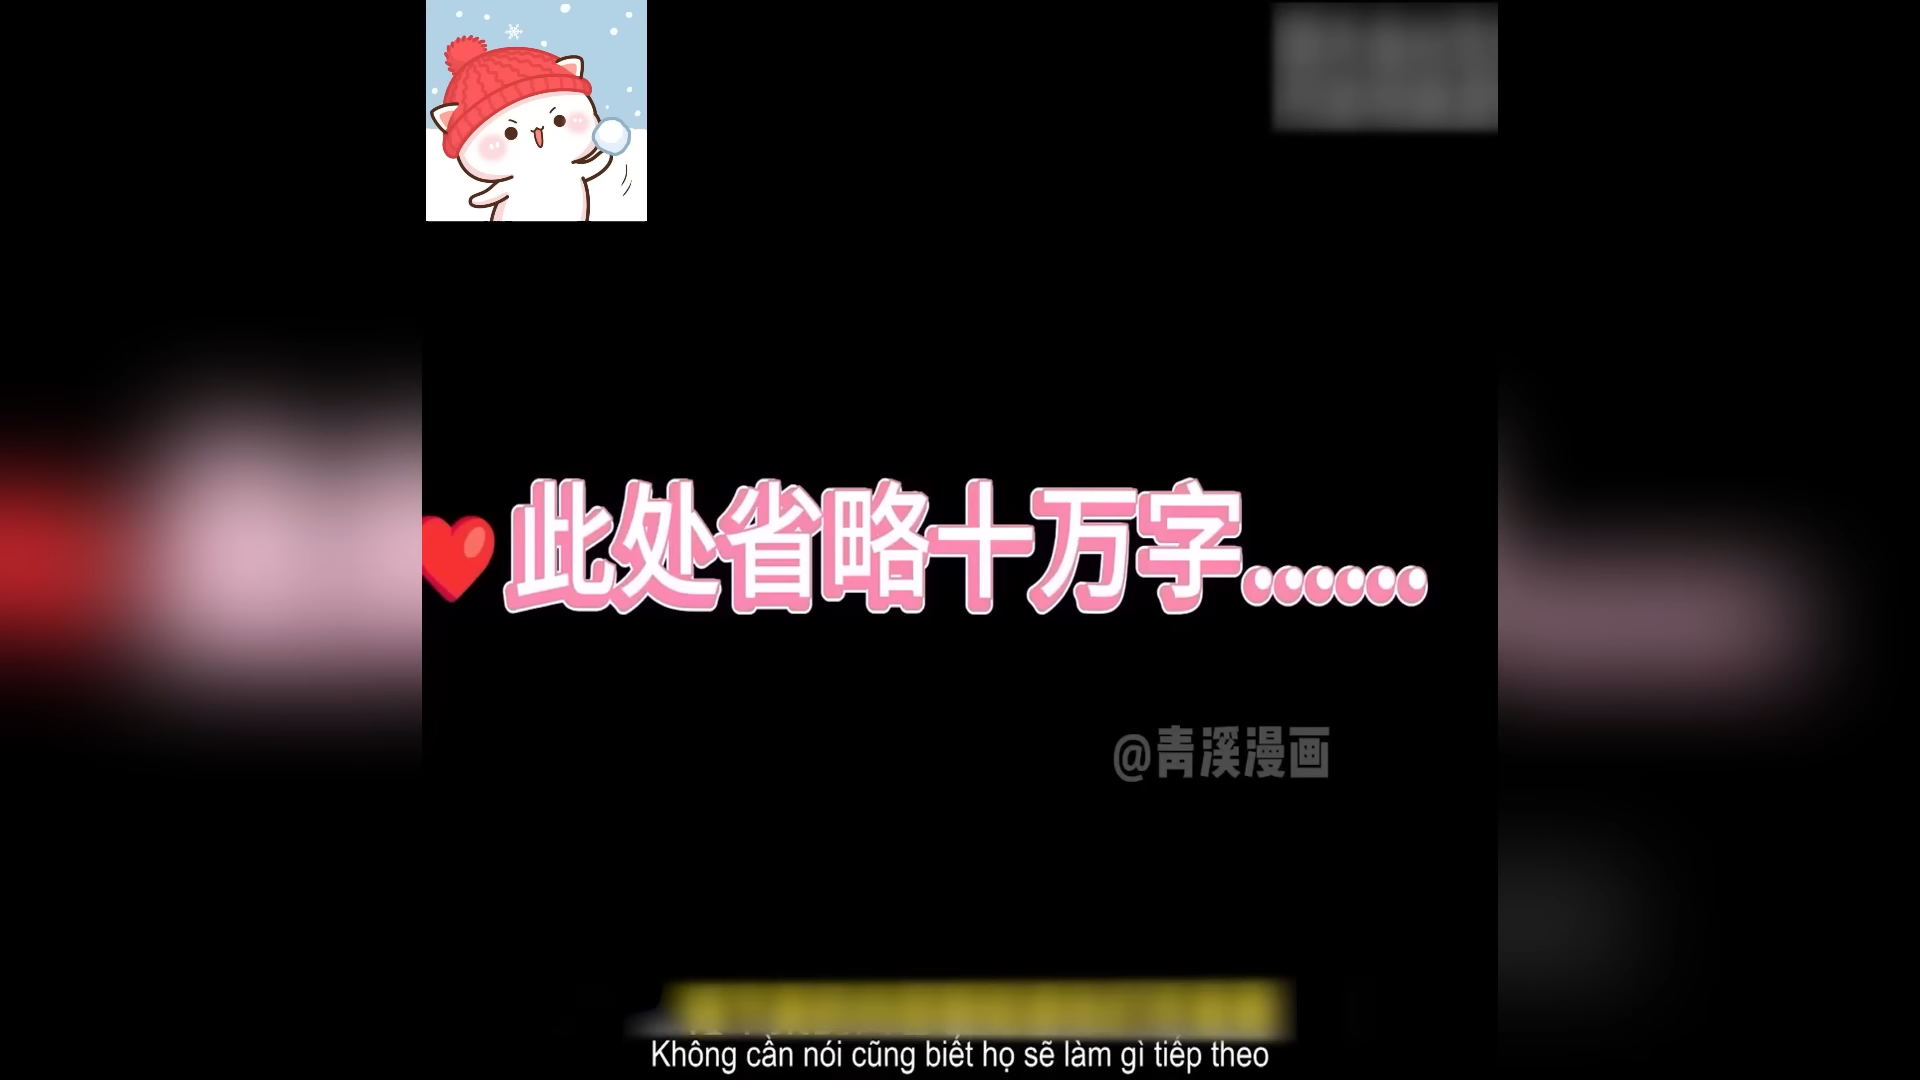 此处省略十万字......
@青溪漫画
Không cần nói cũng biết họ sẽ làm gì tiếp theo